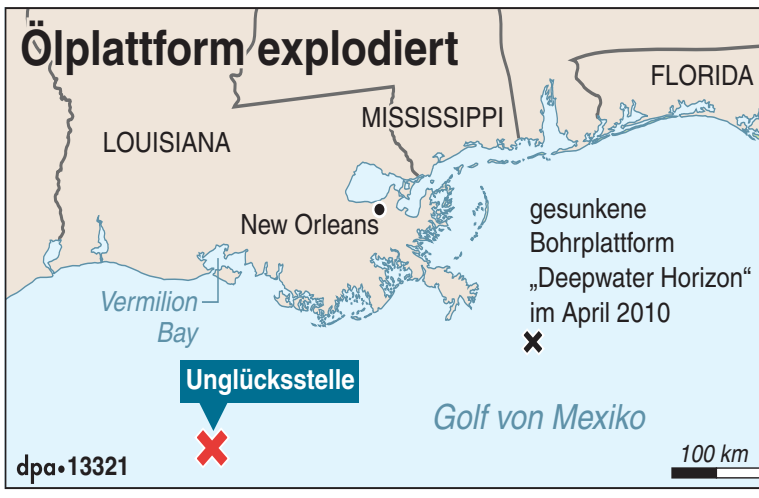 Ölplattform explodiert
FLORIDA
MISSISSIPPI
LOUISIANA
New Orleans
gesunkene
Bohrplattform
„Deepwater Horizon“
im April 2010
Vermilion
Bay
Unglücksstelle
Golf von Mexiko
100 km
dpa•13321